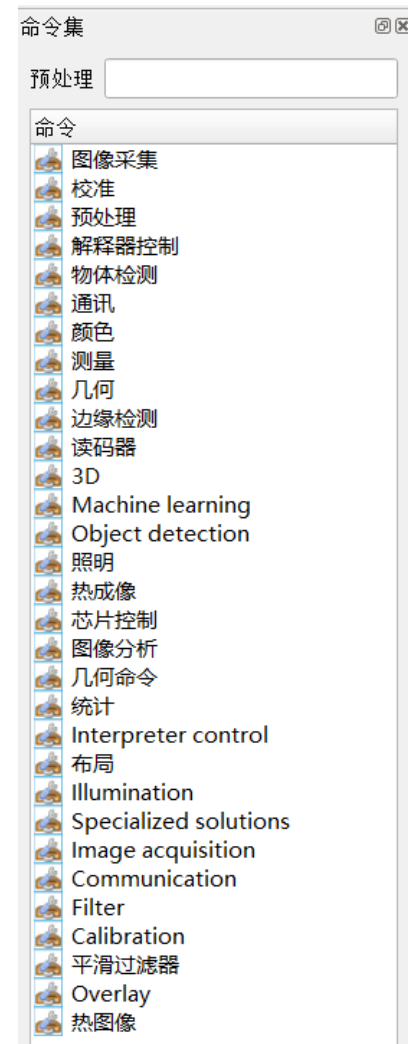 命令集
预处理
命令
图像采集
校准
预处理
解释器控制
物体检测
通讯
颜色
测量
几何
边缘检测
读码器
3D
Machine learning
Object detection
照明
热成像
芯片控制
图像分析
几何命令
统计
Interpreter control
布局
Illumination
Specialized solutions
Image acquisition
Communication
Filter
Calibration
平滑过滤器
Overlay
热图像